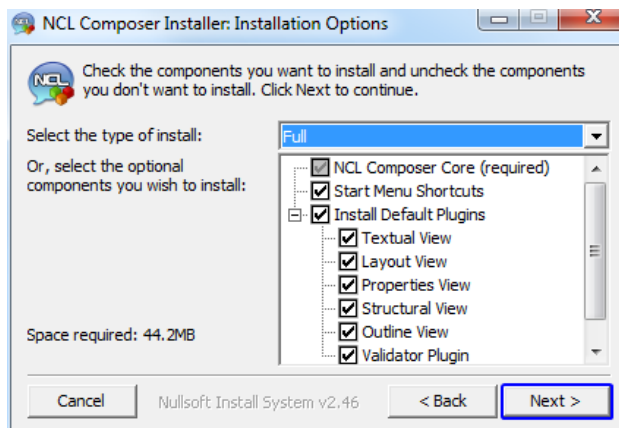 NCL Composer Installer: Installation Options
NCL
Check the components you want to install and uncheck the components
you don't want to install. Click Next to continue.
Select the type of install:
Full
Or, select the optional
components you wish to install:
NCL Composer Core (required)
Start Menu Shortcuts
Install Default Plugins
Textual View
Layout View
Properties View
Structural View
Outline View
Validator Plugin
Space required: 44.2MB
Cancel
Nullsoft Install System v2.46
< Back
Next >